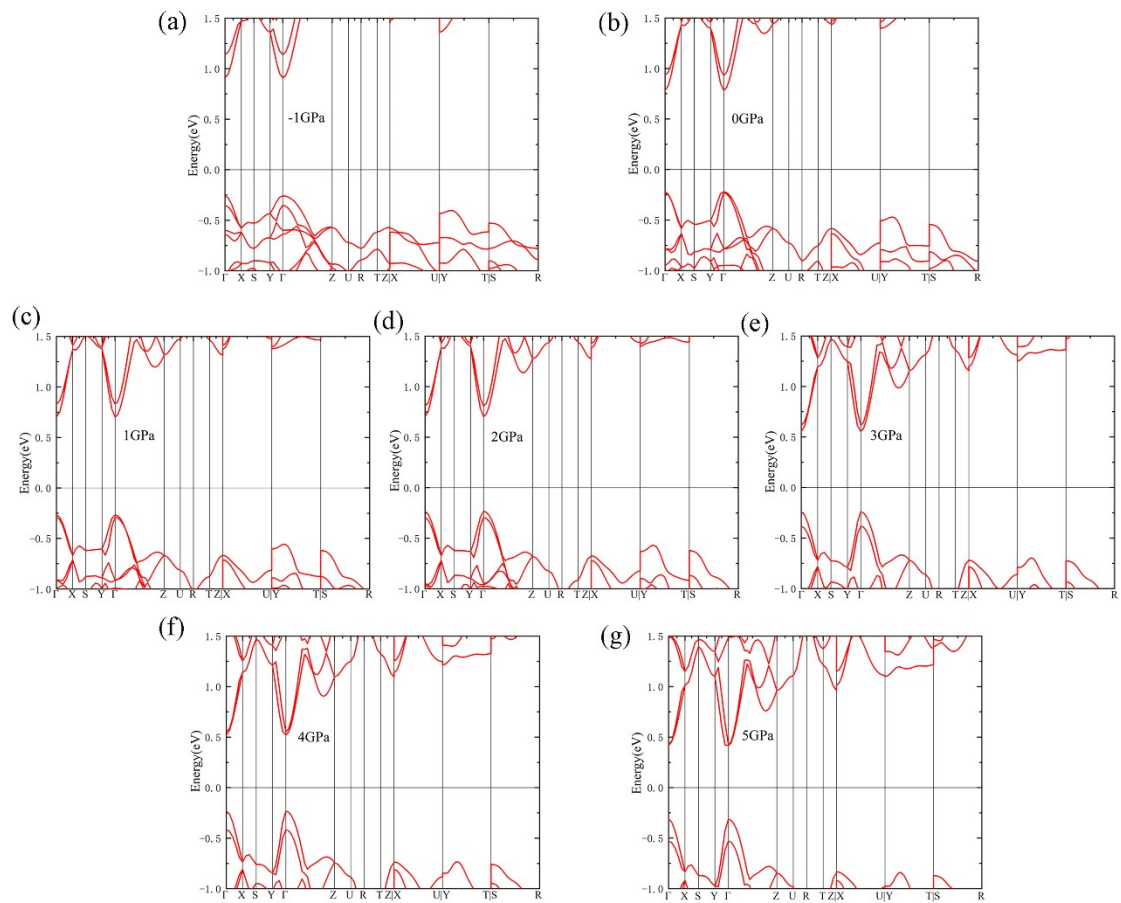 (a)
1.5
1.0
0.5
0.0
−0.5
−1.0
Energy(eV)
-1GPa
Γ X S Y Γ Z U R T Z|X U|Y T|S R
(b)
1.5
1.0
0.5
0.0
−0.5
−1.0
Energy(eV)
0GPa
Γ X S Y Γ Z U R T Z|X U|Y T|S R
(c)
1.5
1.0
0.5
0.0
−0.5
−1.0
Energy(eV)
1GPa
Γ X S Y Γ Z U R T Z|X U|Y T|S R
(d)
1.5
1.0
0.5
0.0
−0.5
−1.0
Energy(eV)
2GPa
Γ X S Y Γ Z U R T Z|X U|Y T|S R
(e)
1.5
1.0
0.5
0.0
−0.5
−1.0
Energy(eV)
3GPa
Γ X S Y Γ Z U R T Z|X U|Y T|S R
(f)
1.5
1.0
0.5
0.0
−0.5
−1.0
Energy(eV)
4GPa
Γ X S Y Γ Z U R T Z|X U|Y T|S R
(g)
1.5
1.0
0.5
0.0
−0.5
−1.0
Energy(eV)
5GPa
Γ X S Y Γ Z U R T Z|X U|Y T|S R